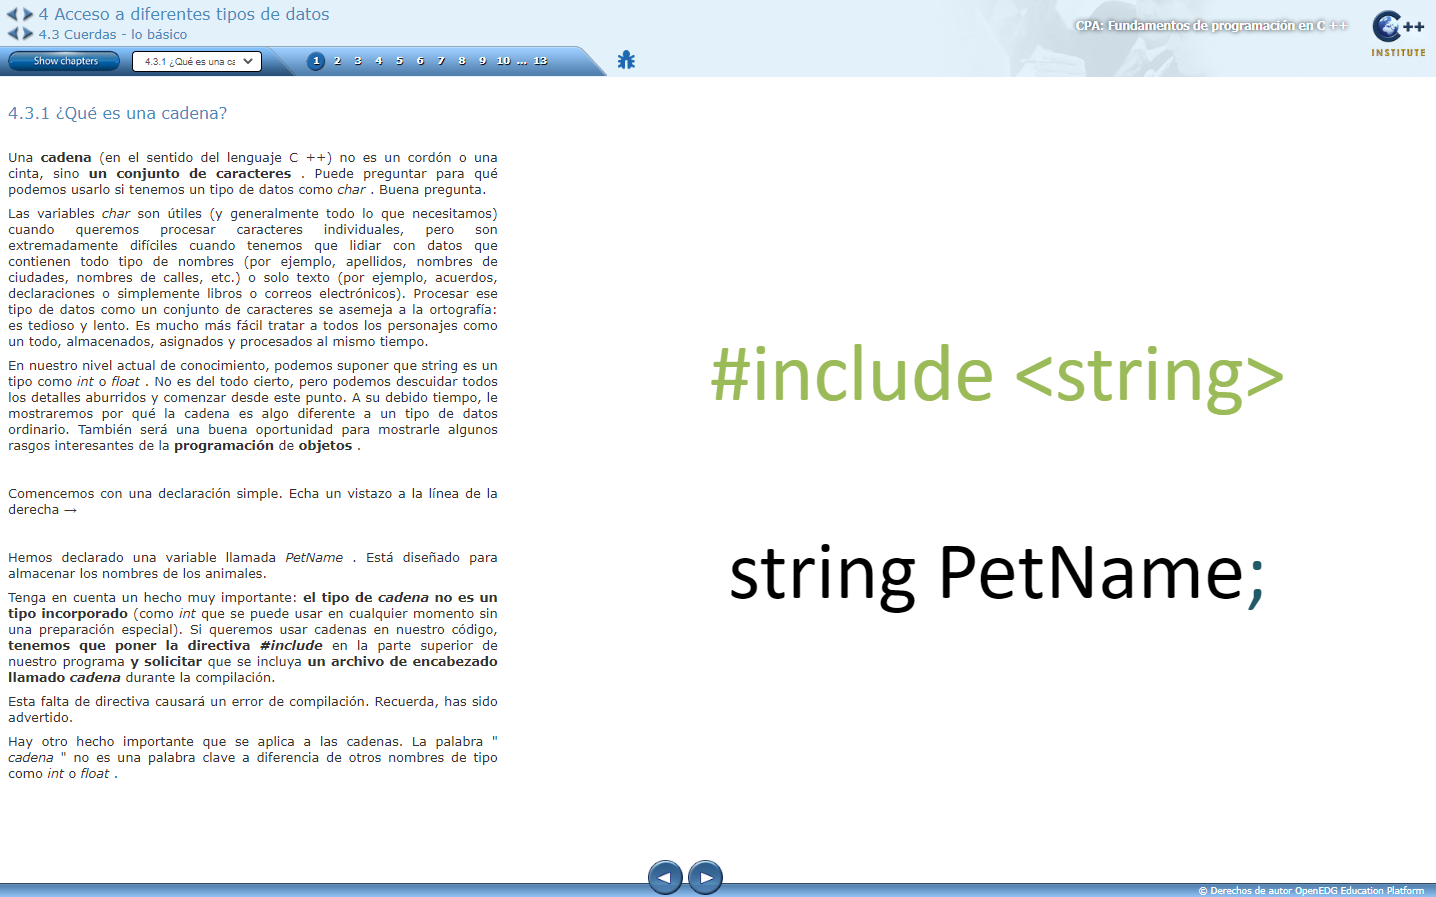 4 Acceso a diferentes tipos de datos
4.3 Cuerdas - lo básico
CPA: Fundamentos de programación en C ++
C++
INSTITUTE
Show chapters
4.3.1 ¿Qué es una ca
1 2 3 4 5 6 7 8 9 10 ... 13
4.3.1 ¿Qué es una cadena?
Una cadena (en el sentido del lenguaje C ++) no es un cordón o una
cinta, sino un conjunto de caracteres . Puede preguntar para qué
podemos usarlo si tenemos un tipo de datos como char . Buena pregunta.
Las variables char son útiles (y generalmente todo lo que necesitamos)
cuando queremos procesar caracteres individuales, pero son
extremadamente difíciles cuando tenemos que lidiar con datos que
contienen todo tipo de nombres (por ejemplo, apellidos, nombres de
ciudades, nombres de calles, etc.) o solo texto (por ejemplo, acuerdos,
declaraciones o simplemente libros o correos electrónicos). Procesar ese
tipo de datos como un conjunto de caracteres se asemeja a la ortografía:
es tedioso y lento. Es mucho más fácil tratar a todos los personajes como
un todo, almacenados, asignados y procesados al mismo tiempo.
En nuestro nivel actual de conocimiento, podemos suponer que string es un
tipo como int o float . No es del todo cierto, pero podemos descuidar todos
los detalles aburridos y comenzar desde este punto. A su debido tiempo, le
mostraremos por qué la cadena es algo diferente a un tipo de datos
ordinario. También será una buena oportunidad para mostrarle algunos
rasgos interesantes de la programación de objetos .
Comencemos con una declaración simple. Echa un vistazo a la línea de la
derecha →
Hemos declarado una variable llamada PetName . Está diseñado para
almacenar los nombres de los animales.
Tenga en cuenta un hecho muy importante: el tipo de cadena no es un
tipo incorporado (como int que se puede usar en cualquier momento sin
una preparación especial). Si queremos usar cadenas en nuestro código,
tenemos que poner la directiva #include en la parte superior de
nuestro programa y solicitar que se incluya un archivo de encabezado
llamado cadena durante la compilación.
Esta falta de directiva causará un error de compilación. Recuerda, has sido
advertido.
Hay otro hecho importante que se aplica a las cadenas. La palabra "
cadena " no es una palabra clave a diferencia de otros nombres de tipo
como int o float .
#include <string>
string PetName;
© Derechos de autor OpenEDG Education Platform